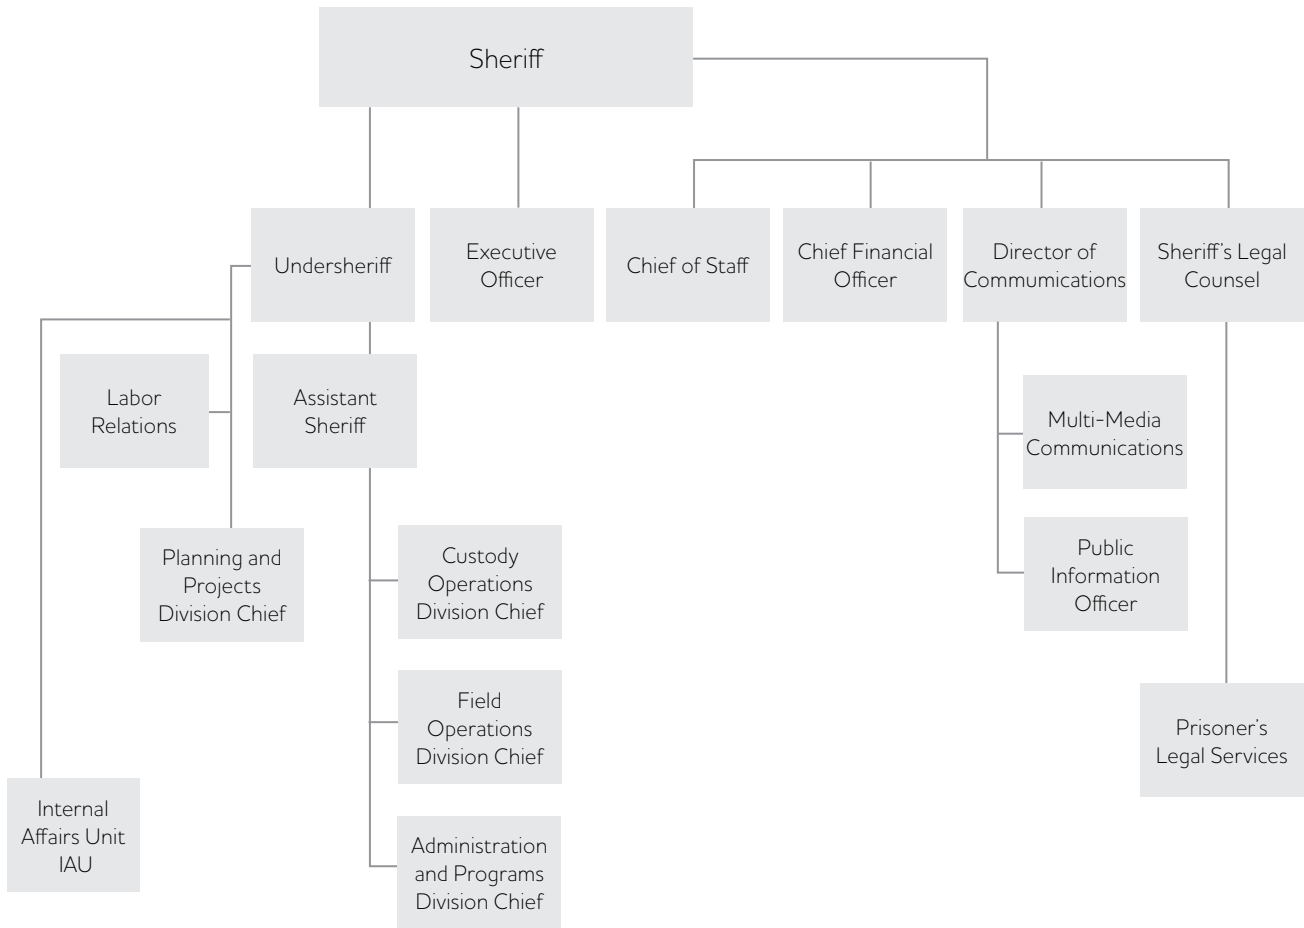 Sheriff
Undersheriff
Executive
Officer
Chief of Staff
Chief Financial
Officer
Director of
Commumications
Sheriff's Legal
Counsel
Labor
Relations
Assistant
Sheriff
Multi-Media
Communications
Planning and
Projects
Division Chief
Custody
Operations
Division Chief
Public
Information
Officer
Field
Operations
Division Chief
Prisoner's
Legal Services
Internal
Affairs Unit
IAU
Administration
and Programs
Division Chief